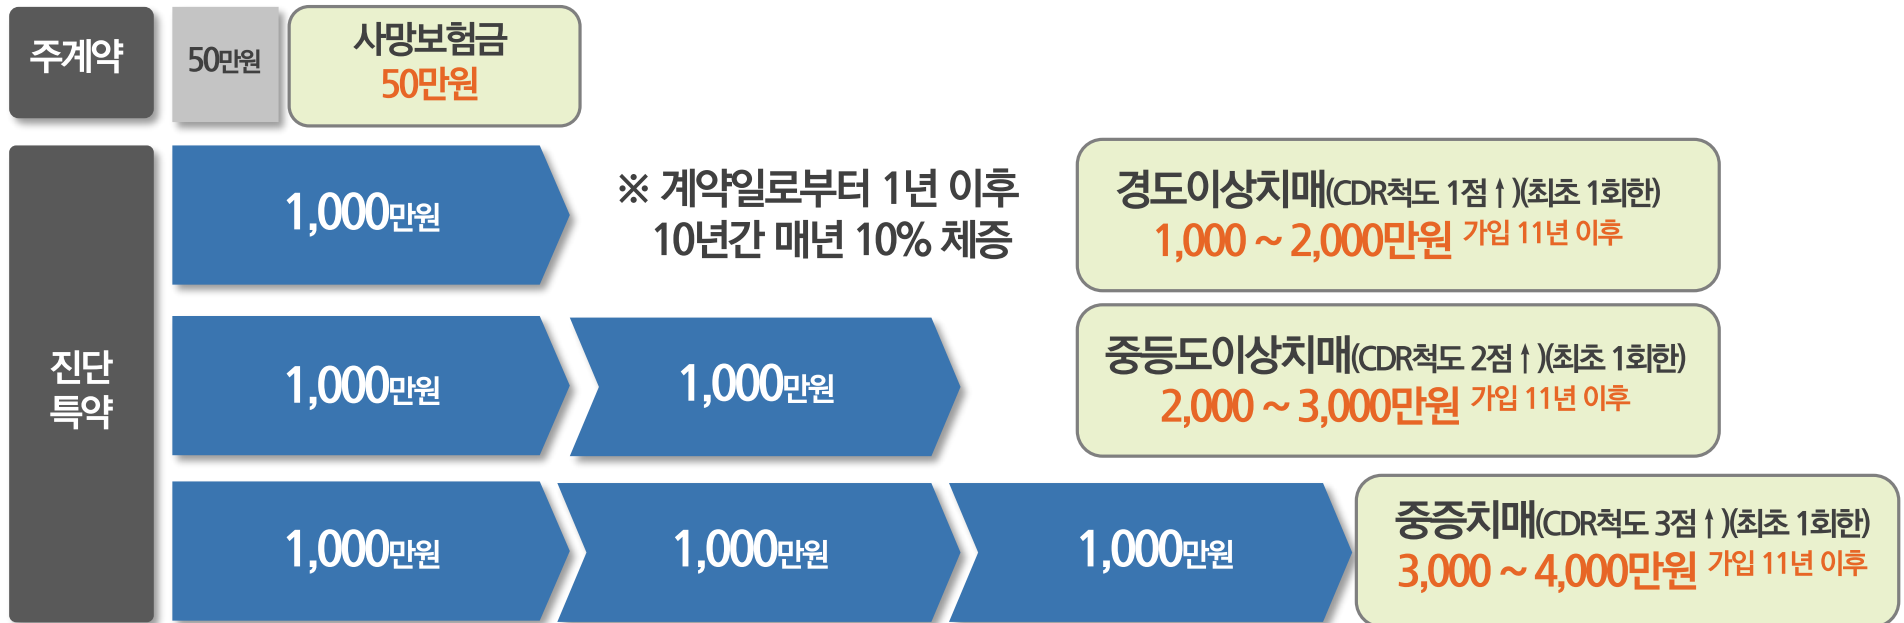 주계약
50만원
사망보험금
50만원
진단
특약
1,000만원
※ 계약일로부터 1년 이후
10년간 매년 10% 체증
경도이상치매(CDR척도 1점↑)(최초 1회한)
1,000 ~ 2,000만원 가입 11년 이후
1,000만원
1,000만원
중등도이상치매(CDR척도 2점↑)(최초 1회한)
2,000 ~ 3,000만원 가입 11년 이후
1,000만원
1,000만원
1,000만원
중증치매(CDR척도 3점↑)(최초 1회한)
3,000 ~ 4,000만원 가입 11년 이후